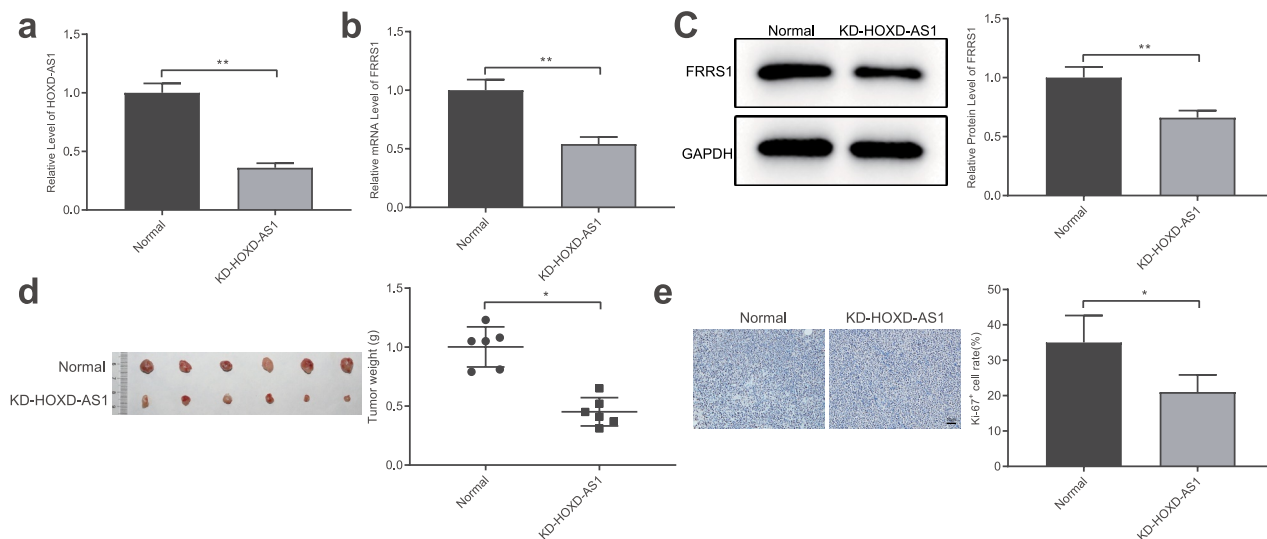 a
Relative Level of HOXD-AS1
1.5
1.0
0.5
0.0
**
Normal
KD-HOXD-AS1
b
Relative mRNA Level of FRRS1
1.5
1.0
0.5
0.0
**
Normal
KD-HOXD-AS1
C
Normal KD-HOXD-AS1
FRRS1
GAPDH
Relative Protein Level of FRRS1
1.5
1.0
0.5
0.0
**
Normal
KD-HOXD-AS1
d
Normal
KD-HOXD-AS1
Tumor weight (g)
1.5
1.0
0.5
0.0
*
Normal
KD-HOXD-AS1
e
Normal KD-HOXD-AS1
Ki-67⁺ cell rate(%)
50
40
30
20
10
0
*
Normal
KD-HOXD-AS1